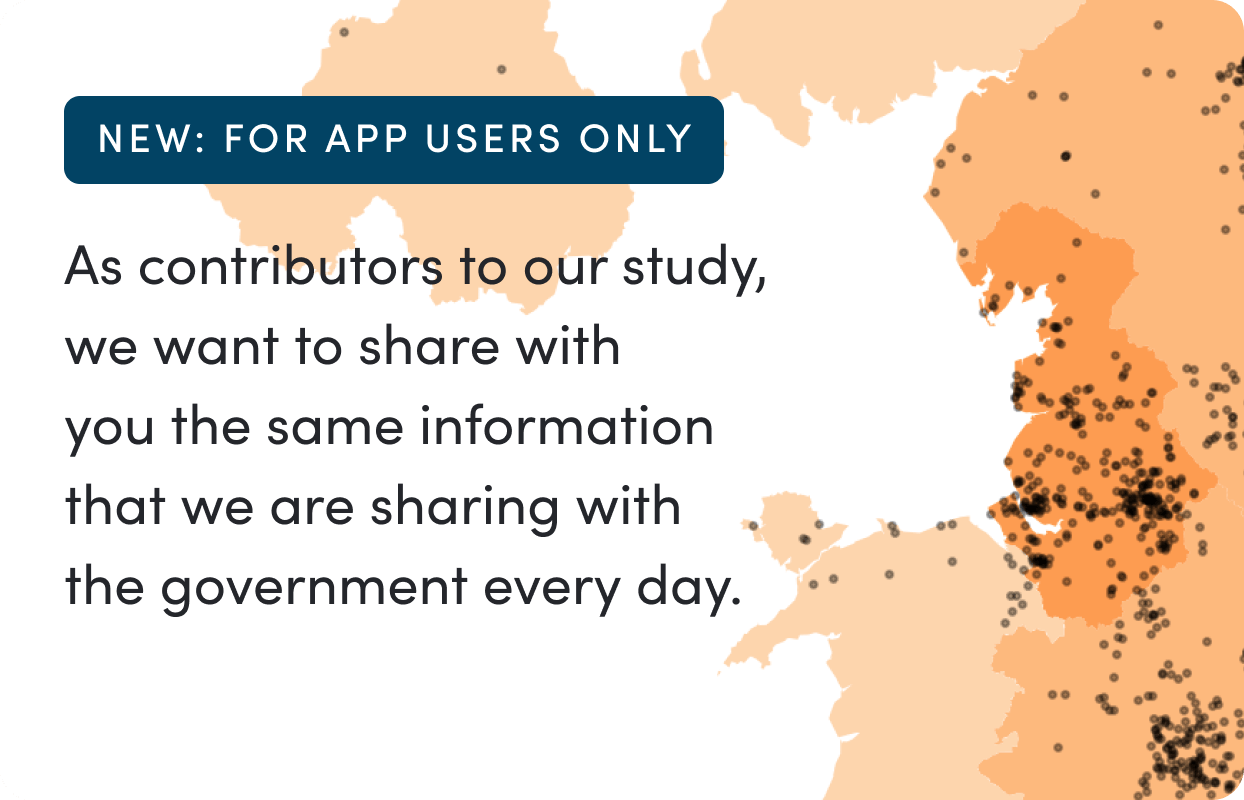 NEW: FOR APP USERS ONLY
As contributors to our study,
we want to share with
you the same information
that we are sharing with
the government every day.